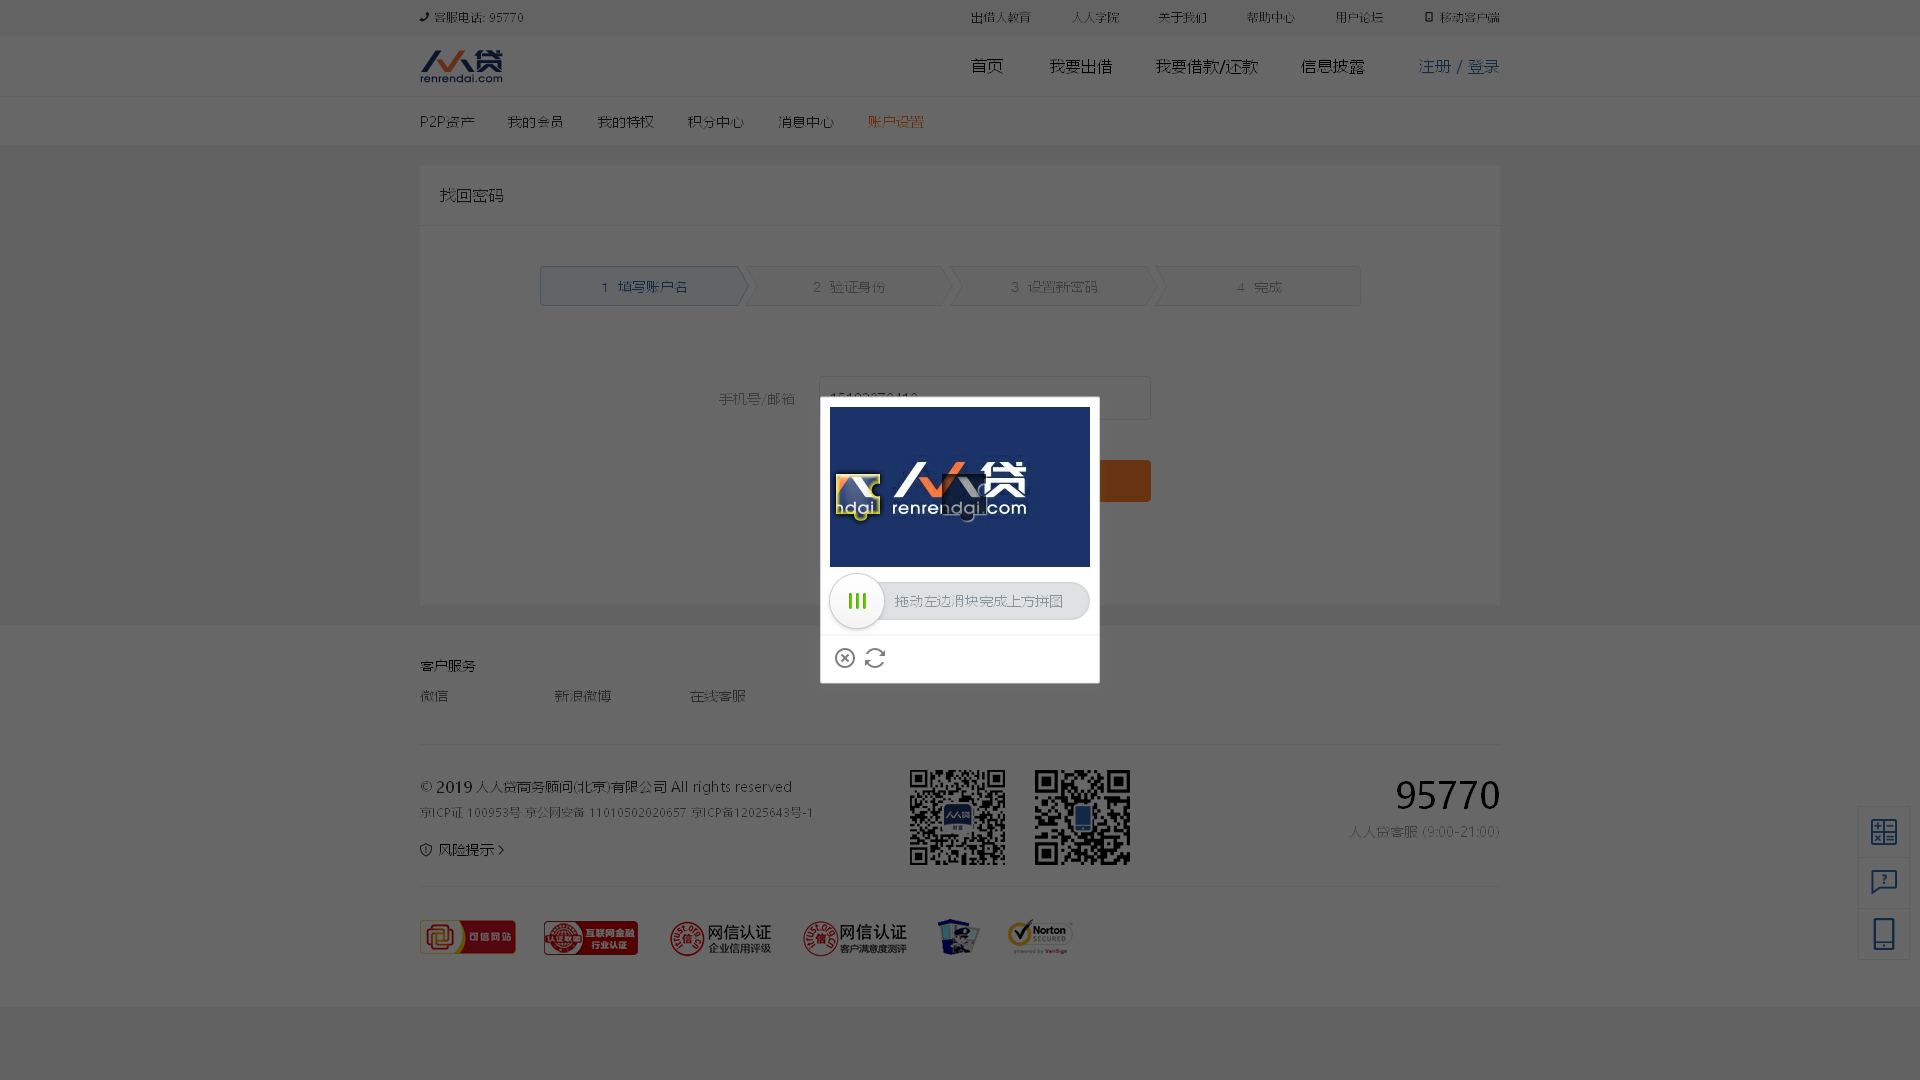 客服电话: 95770
出借人教育 人人学院 关于我们 帮助中心 用户论坛 移动客户端
人人贷
renrendai.com
首页 我要出借 我要借款/还款 信息披露 注册 / 登录
P2P资产 我的会员 我的特权 积分中心 消息中心 账户设置
找回密码
1 填写账户名 2 验证身份 3 设置新密码 4 完成
手机号/邮箱
人人贷
ndai renrendai.com
拖动左边滑块完成上方拼图
客户服务
微信 新浪微博 在线客服
© 2019 人人贷商务顾问(北京)有限公司 All rights reserved
京ICP证 100953号 京公网安备 11010502020657 京ICP备12025643号-1
风险提示
95770
人人贷客服 (9:00-21:00)
可信网站
互联网金融
行业认证
网信认证
企业信用评级
网信认证
客户满意度测评
Norton
SECURED
powered by VeriSign